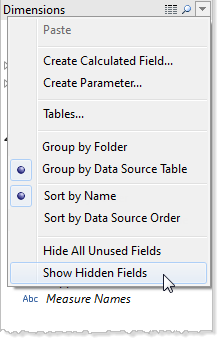 Dimensions
Paste
Create Calculated Field...
Create Parameter...
Tables...
Group by Folder
Group by Data Source Table
Sort by Name
Sort by Data Source Order
Hide All Unused Fields
Show Hidden Fields
Abc Measure Names